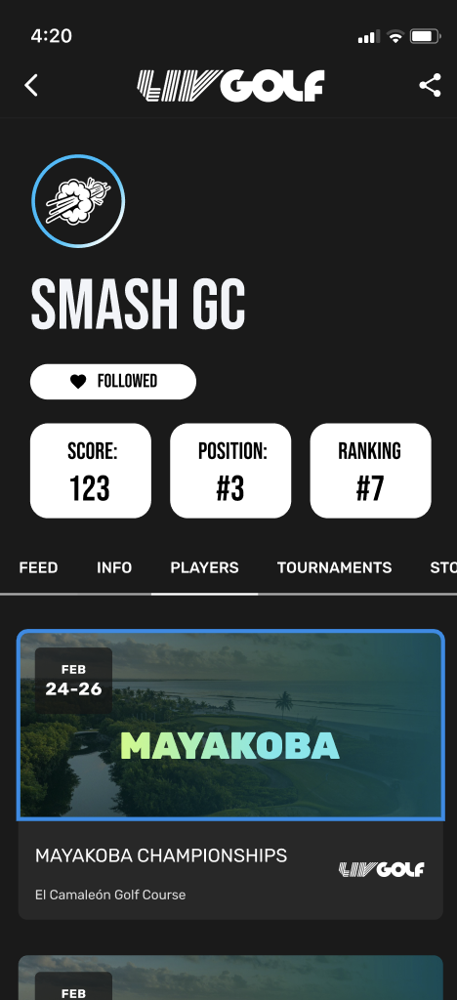 4:20
LIV GOLF
SMASH GC
FOLLOWED
SCORE:
123
POSITION:
#3
RANKING
#7
FEED INFO PLAYERS TOURNAMENTS STO
FEB
24-26
MAYAKOBA
MAYAKOBA CHAMPIONSHIPS
LIV GOLF
El Camaleón Golf Course
FEB